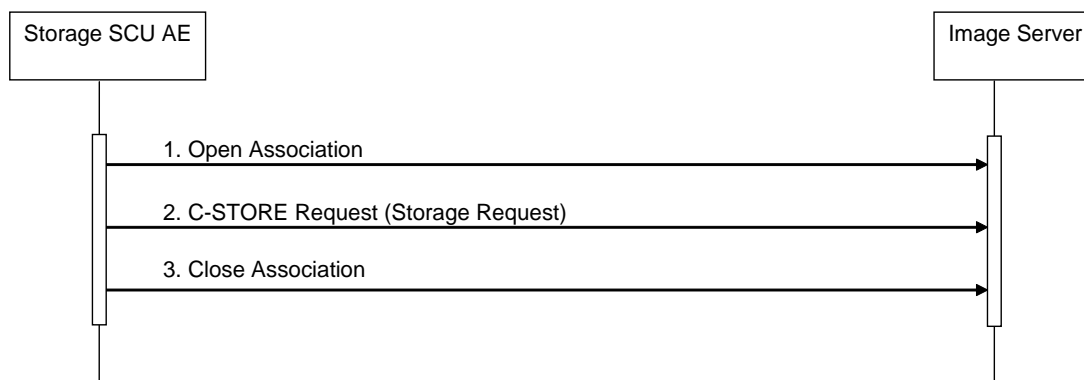 Storage SCU AE
Image Server
1. Open Association
2. C-STORE Request (Storage Request)
3. Close Association